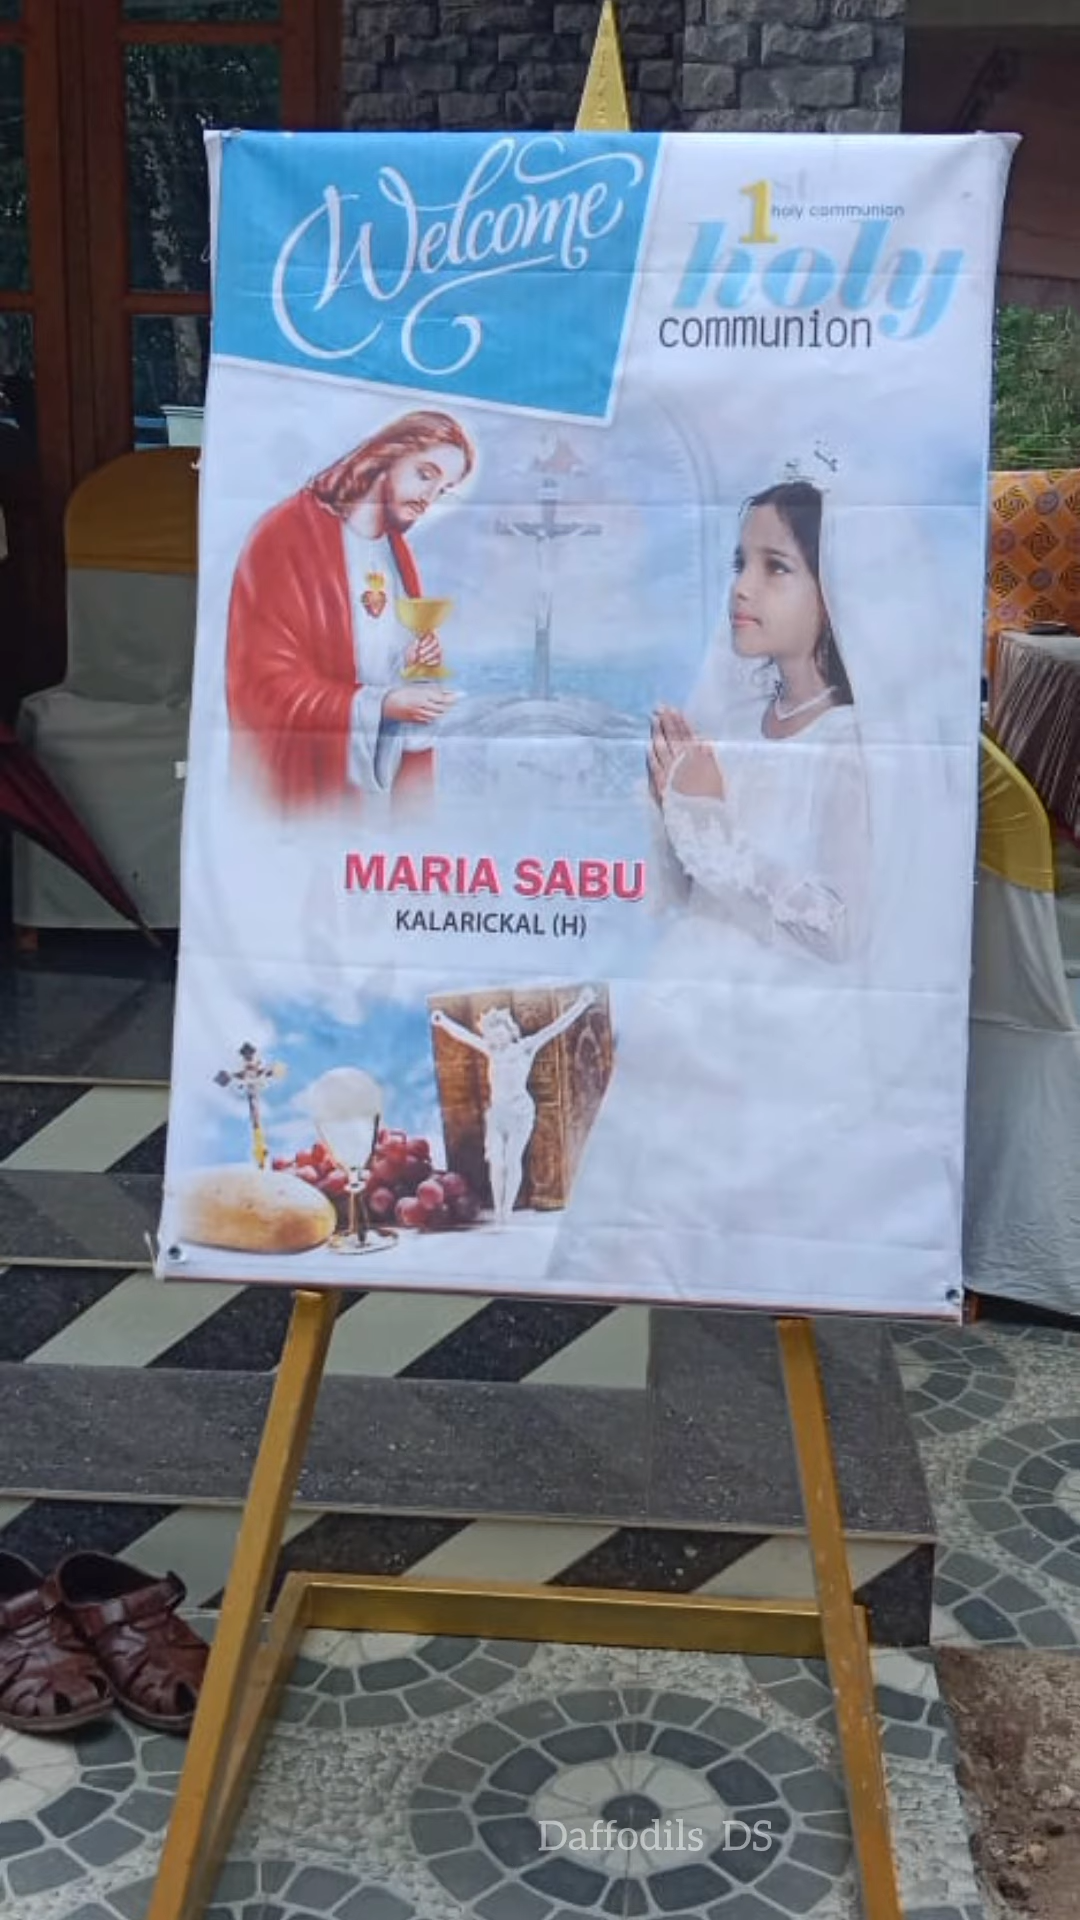 Welcome
1st
holy communion
holy
communion
MARIA SABU
KALARICKAL (H)
Daffodils DS